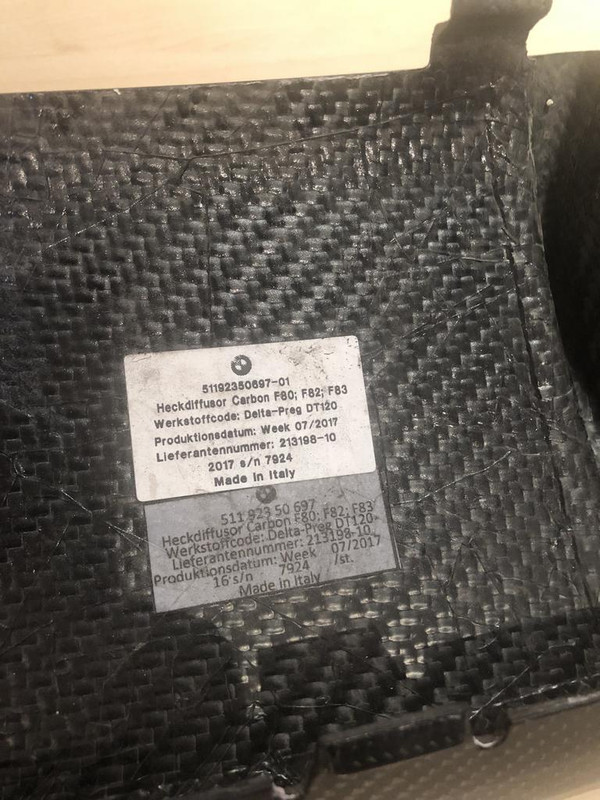 51192350697-01
Heckdiffusor Carbon F80; F82; F83
Werkstoffcode: Delta-Preg DT120
Produktionsdatum: Week 07/2017
Lieferantennummer: 213198-10
2017 s/n 7924
Made in Italy
511 923 50 697
Heckdiffusor Carbon F80; F82; F83
Werkstoffcode: Delta-Preg DT120-
Lieferantennummer: 213198-10
Produktionsdatum: Week 07/2017
16 s/n 7924 /st.
Made in Italy